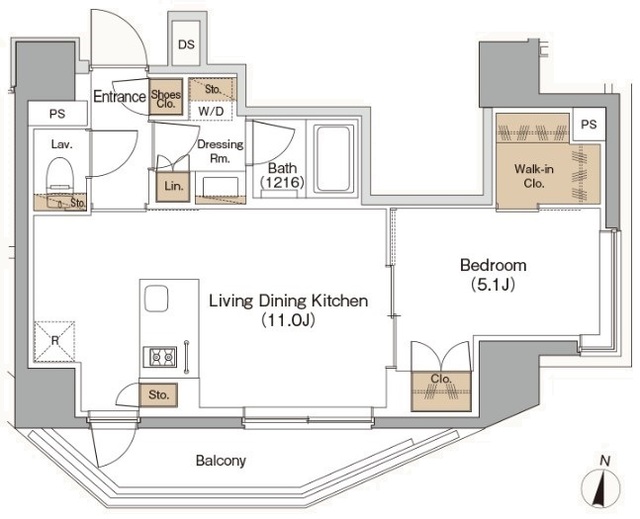 DS
Entrance
Shoes
Clo.
Sto.
W/D
PS
PS
Lav.
Dressing
Rm.
Bath
(1216)
Walk-in
Clo.
Lin.
Sto.
Bedroom
(5.1J)
Living Dining Kitchen
(11.0J)
R
Clo.
Sto.
Balcony
N